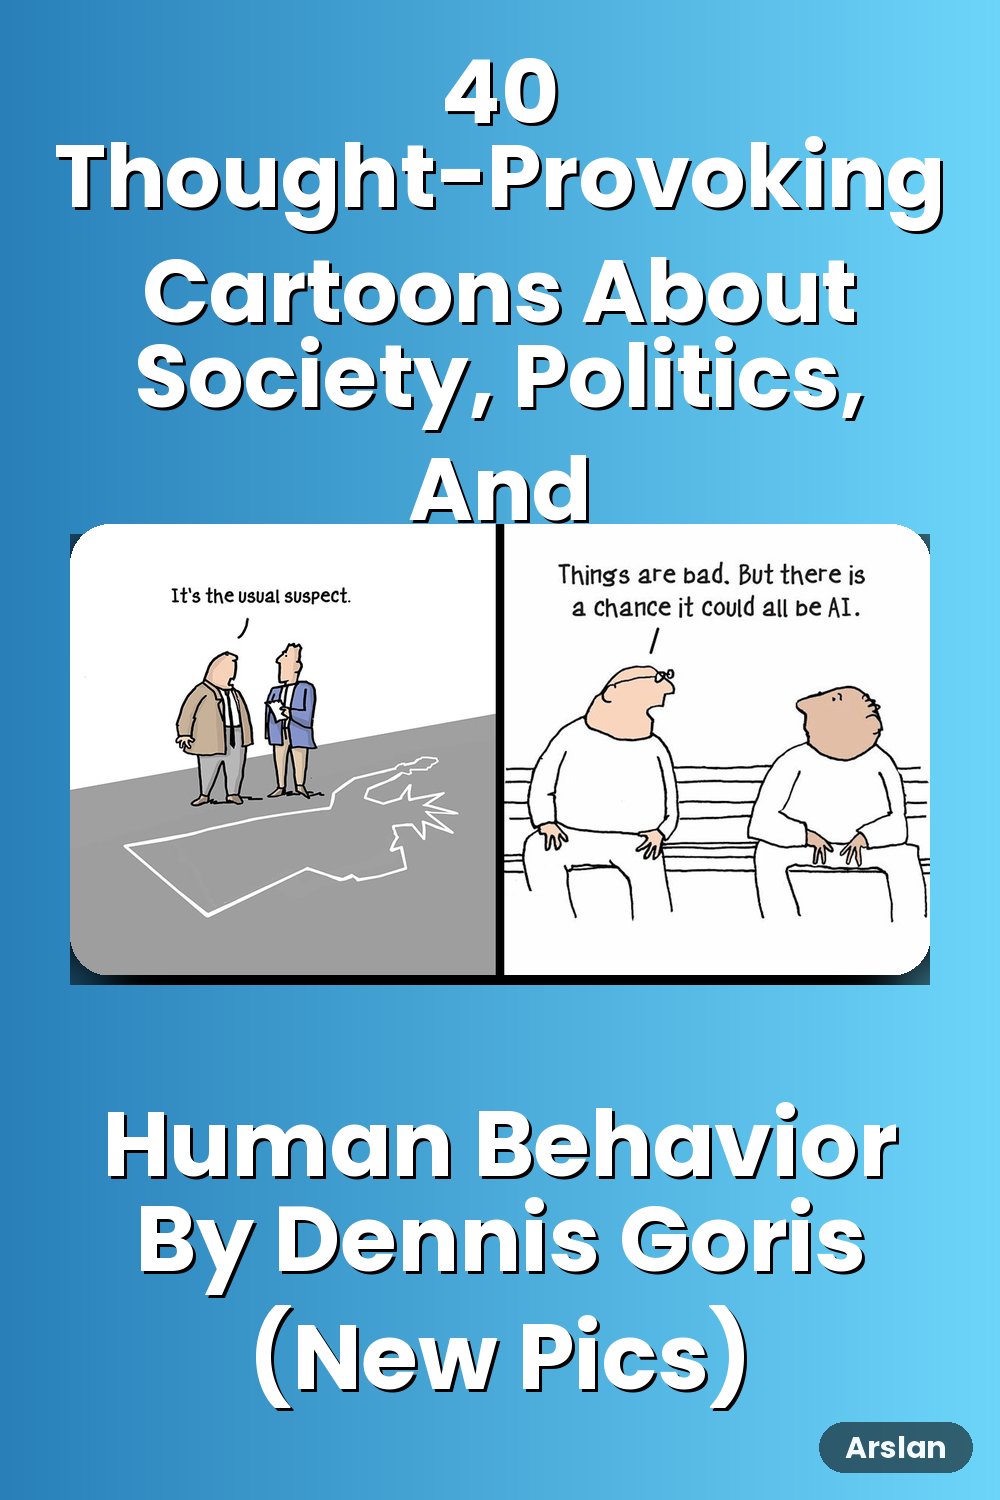 40
Thought-Provoking
Cartoons About
Society, Politics,
And
It's the usual suspect.
Things are bad. But there is
a chance it could all be AI.
Human Behavior
By Dennis Goris
(New Pics)
Arslan